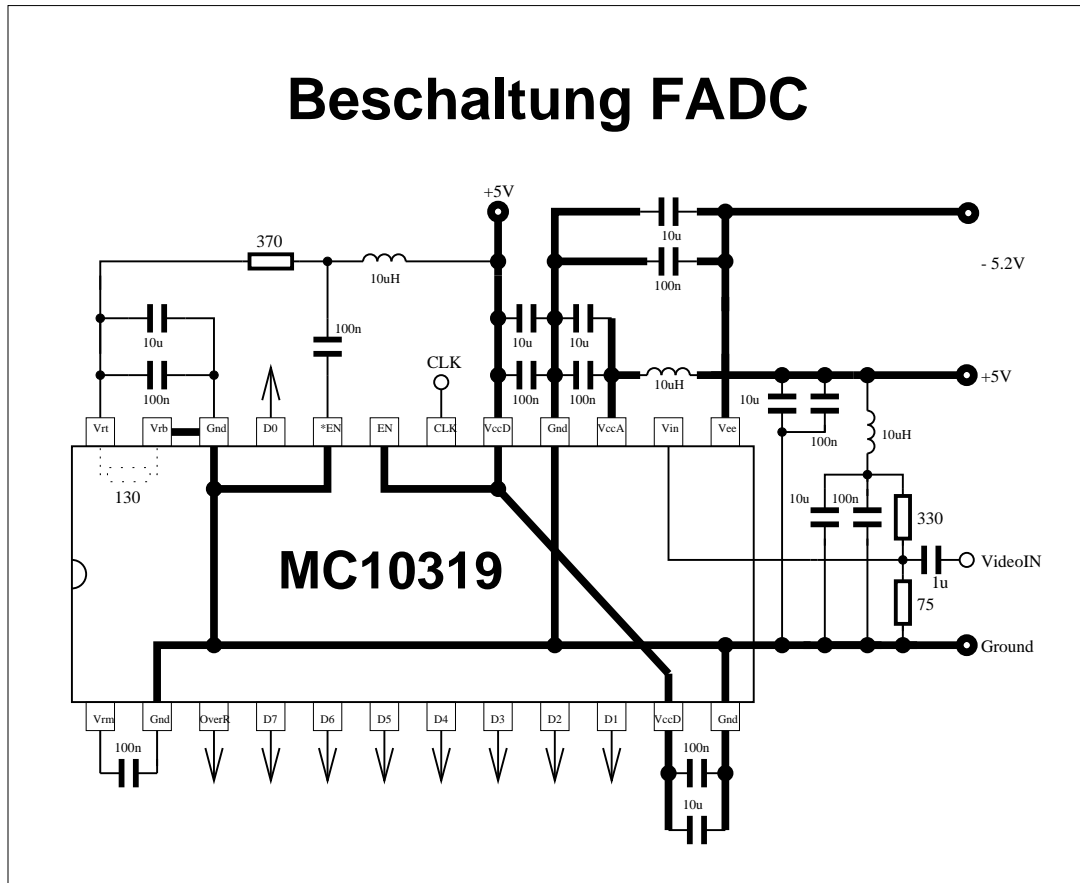 Beschaltung FADC
+5V
370
10uH
10u
100n
- 5.2V
10u
100n
100n
10u
10u
100n
100n
CLK
10uH
+5V
10u
100n
10uH
Vrt
Vrb
Gnd
D0
*EN
EN
CLK
VccD
Gnd
VccA
Vin
Vee
130
10u
100n
330
MC10319
1u
VideoIN
75
Ground
Vrm
Gnd
OverR
D7
D6
D5
D4
D3
D2
D1
VccD
Gnd
100n
100n
10u